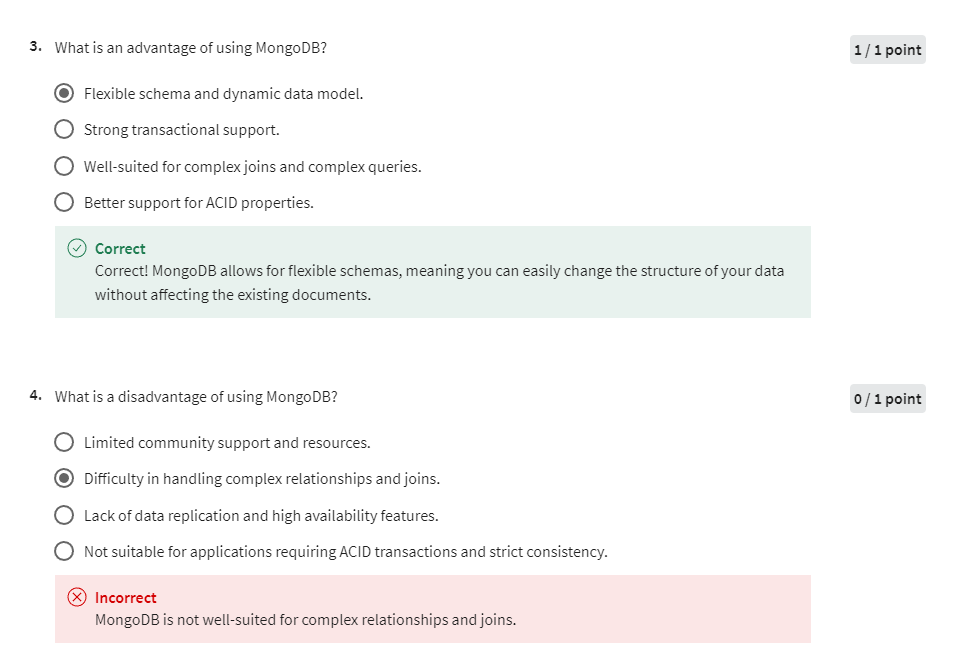 3. What is an advantage of using MongoDB?
1 / 1 point
Flexible schema and dynamic data model.
Strong transactional support.
Well-suited for complex joins and complex queries.
Better support for ACID properties.
Correct
Correct! MongoDB allows for flexible schemas, meaning you can easily change the structure of your data
without affecting the existing documents.
4. What is a disadvantage of using MongoDB?
0 / 1 point
Limited community support and resources.
Difficulty in handling complex relationships and joins.
Lack of data replication and high availability features.
Not suitable for applications requiring ACID transactions and strict consistency.
Incorrect
MongoDB is not well-suited for complex relationships and joins.